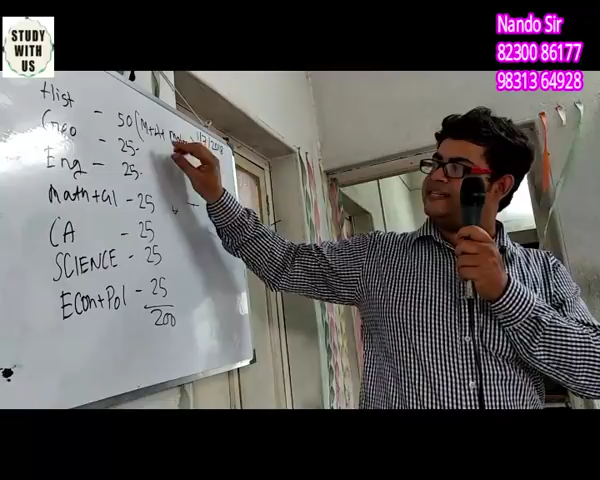 STUDY
WITH
US
Nando Sir
82300 86177
98313 64928
Hist - 50 (
Geo - 25
Eng - 25
Math+GI - 25
CA - 25
SCIENCE - 25
Econ+Pol - 25
200